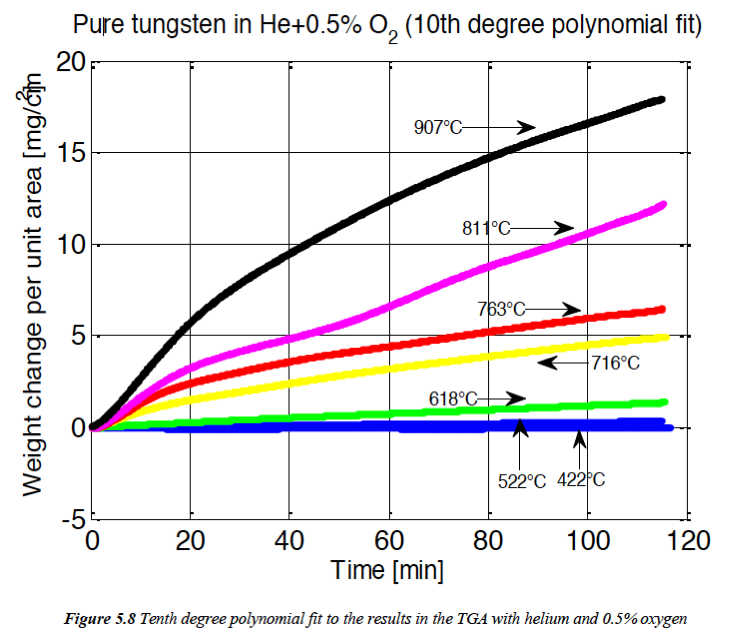 Pure tungsten in He+0.5% O2 (10th degree polynomial fit)
Weight change per unit area [mg/cm2]
20
15
10
5
0
-5
907°C
811°C
763°C
716°C
618°C
522°C 422°C
0 20 40 60 80 100 120
Time [min]
Figure 5.8 Tenth degree polynomial fit to the results in the TGA with helium and 0.5% oxygen